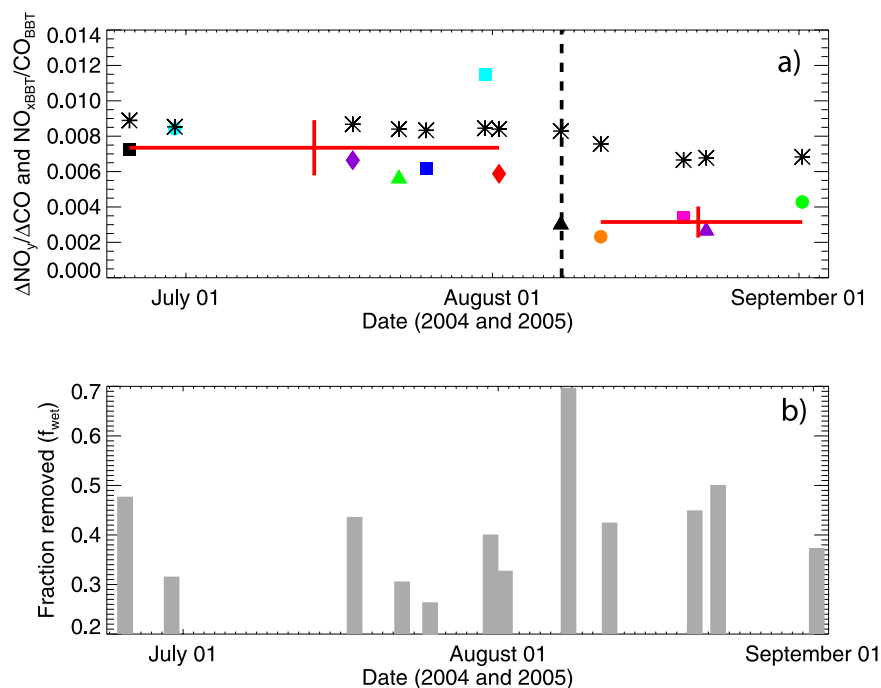 a)
ΔNOy/ΔCO and NOxBBT/COBBT
0.014
0.012
0.010
0.008
0.006
0.004
0.002
0.000
July 01 August 01 September 01
Date (2004 and 2005)
b)
Fraction removed (fwet)
0.7
0.6
0.5
0.4
0.3
0.2
July 01 August 01 September 01
Date (2004 and 2005)